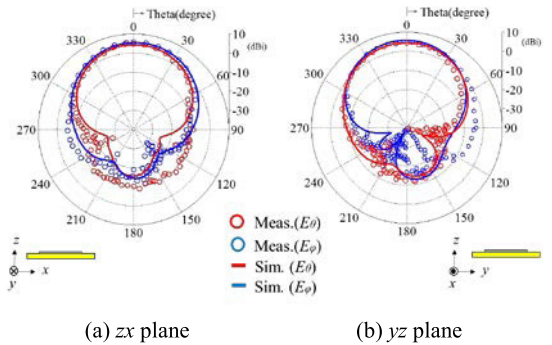 Theta(degree)
0
330
30
300
60
270
90
240
120
210
150
180
10
0
(dBi)
-10
-20
-30
Theta(degree)
0
330
30
300
60
270
90
240
120
210
150
180
10
0
(dBi)
-10
-20
-30
Meas.(Eθ)
Meas.(Eφ)
Sim. (Eθ)
Sim. (Eφ)
z
y
x
z
x
y
(a) zx plane
(b) yz plane